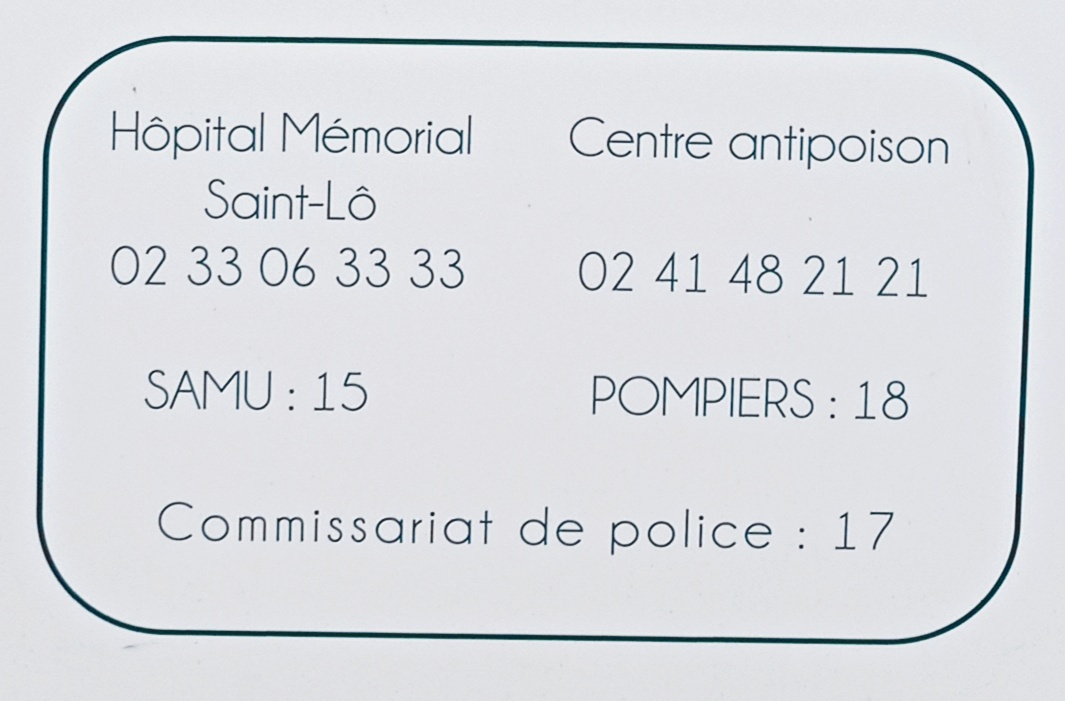 Hôpital Mémorial
Saint-Lô
02 33 06 33 33
Centre antipoison
02 41 48 21 21
SAMU : 15
POMPIERS : 18
Commissariat de police : 17